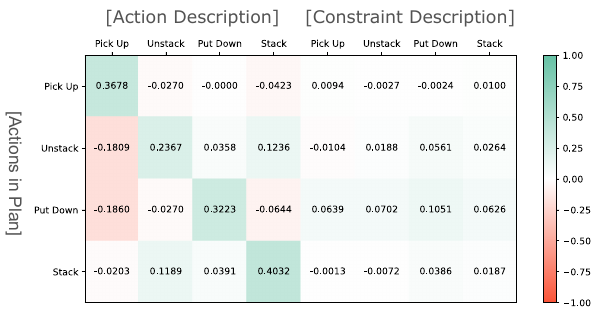 [Action Description] [Constraint Description]
Pick Up Unstack Put Down Stack Pick Up Unstack Put Down Stack
[Actions in Plan]
Pick Up 0.3678 -0.0270 -0.0000 -0.0423 0.0094 -0.0027 -0.0024 0.0100
Unstack -0.1809 0.2367 0.0358 0.1236 -0.0104 0.0188 0.0561 0.0264
Put Down -0.1860 -0.0270 0.3223 -0.0644 0.0639 0.0702 0.1051 0.0626
Stack -0.0203 0.1189 0.0391 0.4032 -0.0013 -0.0072 0.0386 0.0187
1.00
0.75
0.50
0.25
0.00
−0.25
−0.50
−0.75
−1.00